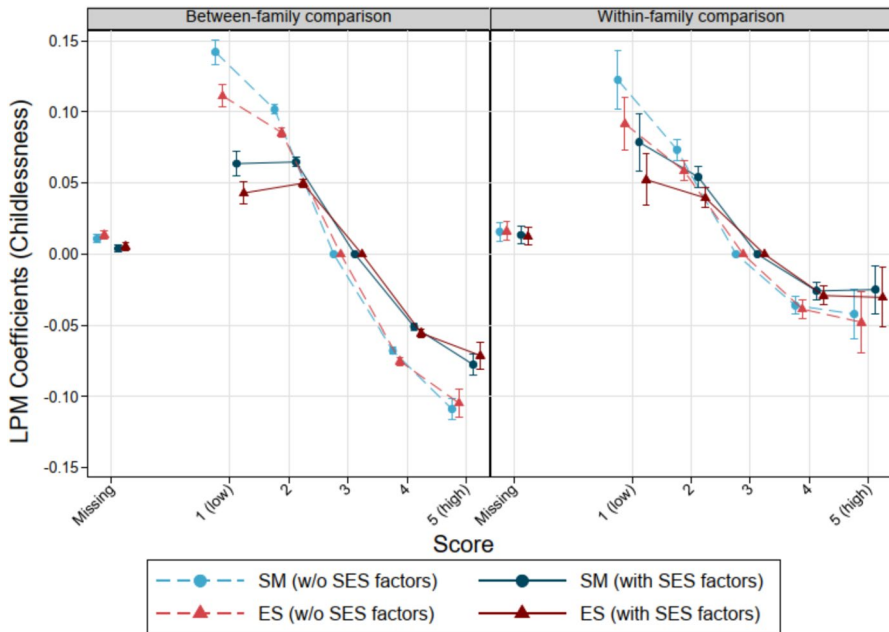 Between-family comparison
Within-family comparison
LPM Coefficients (Childlessness)
0.15
0.10
0.05
0.00
-0.05
-0.10
-0.15
Missing
1 (low)
2
3
4
5 (high)
Missing
1 (low)
2
3
4
5 (high)
Score
SM (w/o SES factors)
SM (with SES factors)
ES (w/o SES factors)
ES (with SES factors)